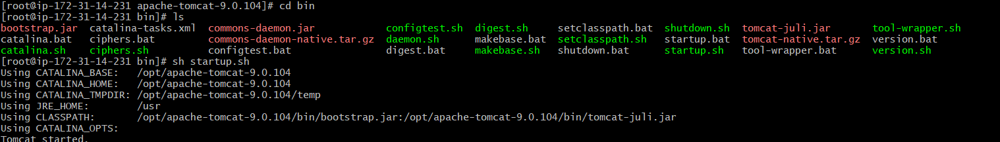 [root@ip-172-31-14-231 apache-tomcat-9.0.104]# cd bin
[root@ip-172-31-14-231 bin]# ls
bootstrap.jar  catalina-tasks.xml  commons-daemon.jar            configtest.sh  digest.sh    setclasspath.bat  shutdown.sh  tomcat-juli.jar       tool-wrapper.sh
catalina.bat   ciphers.bat         commons-daemon-native.tar.gz  daemon.sh      makebase.bat  setclasspath.sh   startup.bat  tomcat-native.tar.gz  version.bat
catalina.sh    ciphers.sh          configtest.bat                digest.bat     makebase.sh   shutdown.bat      startup.sh   tool-wrapper.bat      version.sh
[root@ip-172-31-14-231 bin]# sh startup.sh
Using CATALINA_BASE:   /opt/apache-tomcat-9.0.104
Using CATALINA_HOME:   /opt/apache-tomcat-9.0.104
Using CATALINA_TMPDIR: /opt/apache-tomcat-9.0.104/temp
Using JRE_HOME:        /usr
Using CLASSPATH:       /opt/apache-tomcat-9.0.104/bin/bootstrap.jar:/opt/apache-tomcat-9.0.104/bin/tomcat-juli.jar
Using CATALINA_OPTS:
Tomcat started.